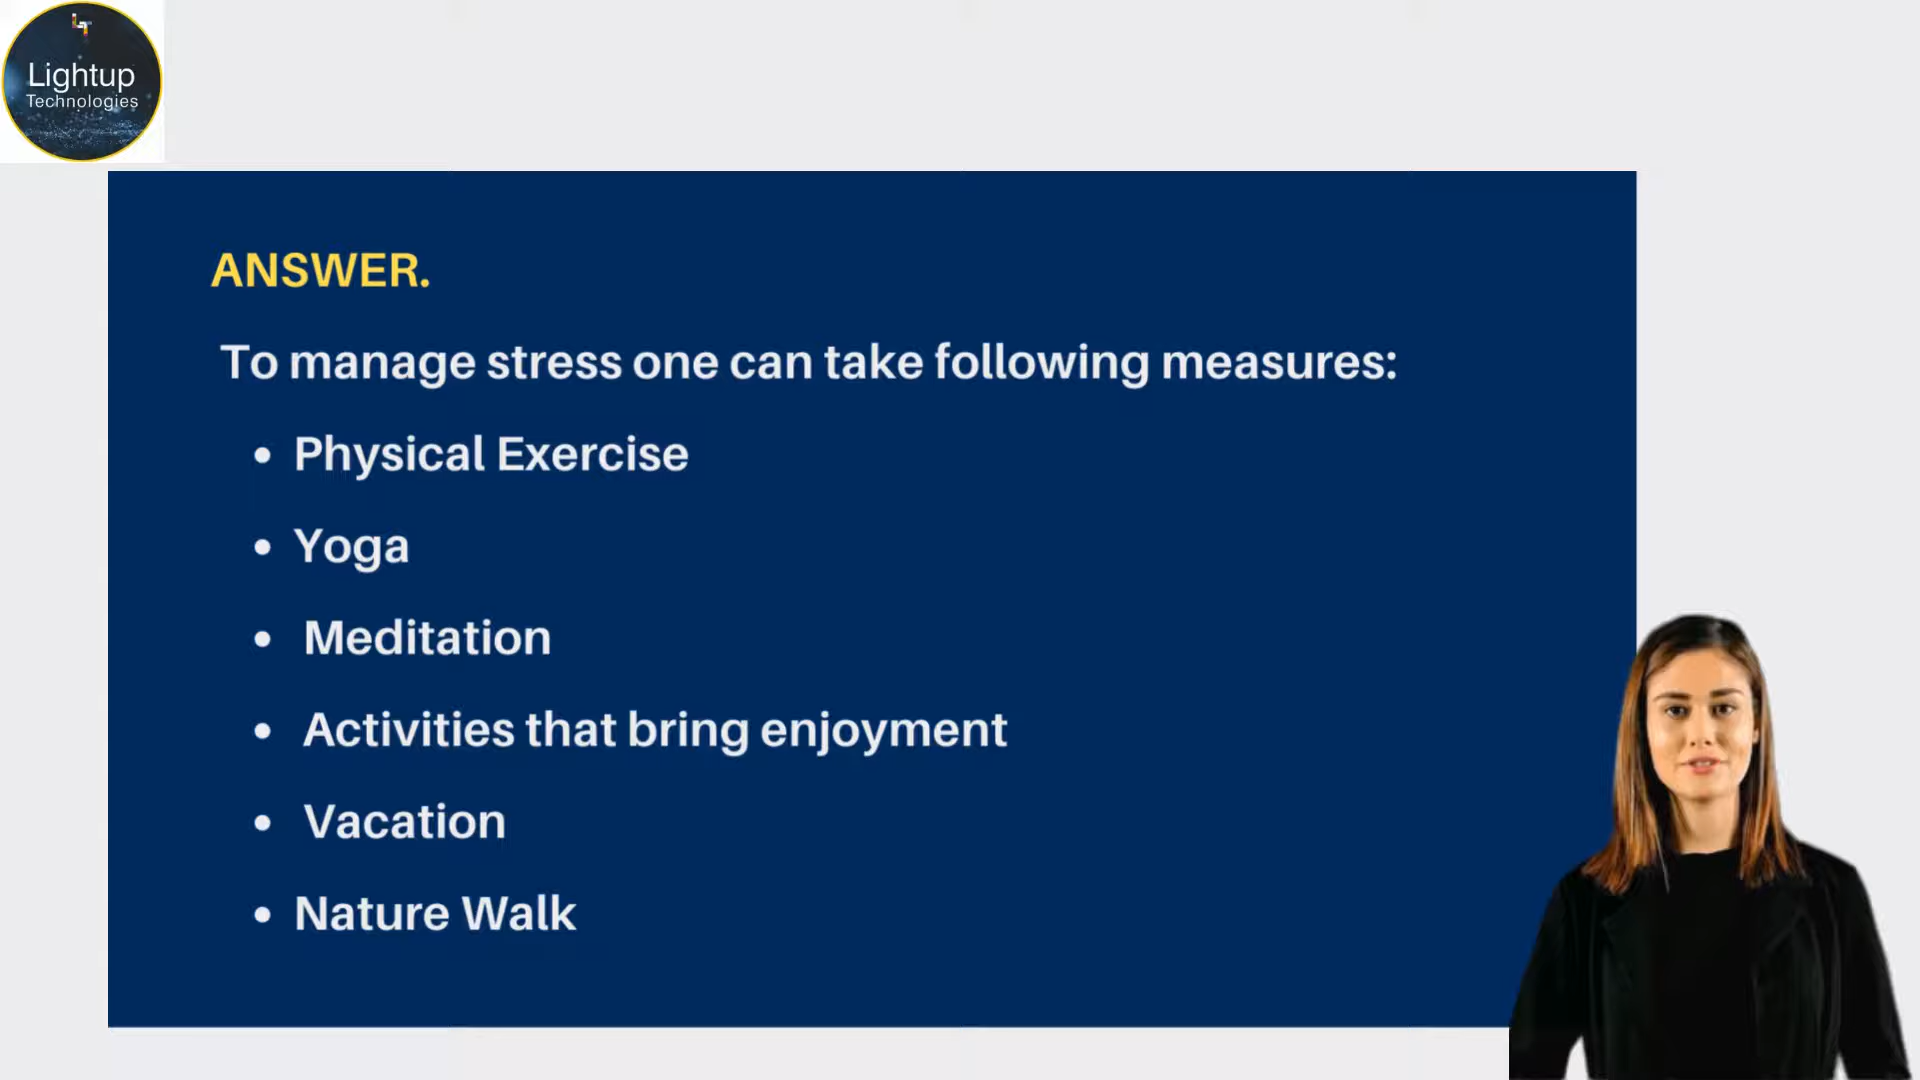 Lightup
Technologies
ANSWER.
To manage stress one can take following measures:
• Physical Exercise
• Yoga
• Meditation
• Activities that bring enjoyment
• Vacation
• Nature Walk